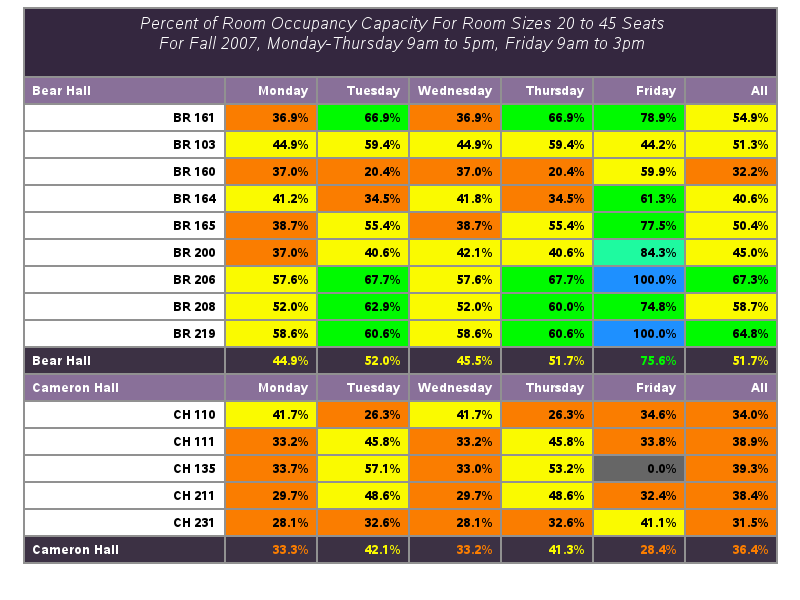 Percent of Room Occupancy Capacity For Room Sizes 20 to 45 Seats
For Fall 2007, Monday-Thursday 9am to 5pm, Friday 9am to 3pm
Bear Hall Monday Tuesday Wednesday Thursday Friday All
BR 161 36.9% 66.9% 36.9% 66.9% 78.9% 54.9%
BR 103 44.9% 59.4% 44.9% 59.4% 44.2% 51.3%
BR 160 37.0% 20.4% 37.0% 20.4% 59.9% 32.2%
BR 164 41.2% 34.5% 41.8% 34.5% 61.3% 40.6%
BR 165 38.7% 55.4% 38.7% 55.4% 77.5% 50.4%
BR 200 37.0% 40.6% 42.1% 40.6% 84.3% 45.0%
BR 206 57.6% 67.7% 57.6% 67.7% 100.0% 67.3%
BR 208 52.0% 62.9% 52.0% 60.0% 74.8% 58.7%
BR 219 58.6% 60.6% 58.6% 60.6% 100.0% 64.8%
Bear Hall 44.9% 52.0% 45.5% 51.7% 75.6% 51.7%
Cameron Hall Monday Tuesday Wednesday Thursday Friday All
CH 110 41.7% 26.3% 41.7% 26.3% 34.6% 34.0%
CH 111 33.2% 45.8% 33.2% 45.8% 33.8% 38.9%
CH 135 33.7% 57.1% 33.0% 53.2% 0.0% 39.3%
CH 211 29.7% 48.6% 29.7% 48.6% 32.4% 38.4%
CH 231 28.1% 32.6% 28.1% 32.6% 41.1% 31.5%
Cameron Hall 33.3% 42.1% 33.2% 41.3% 28.4% 36.4%